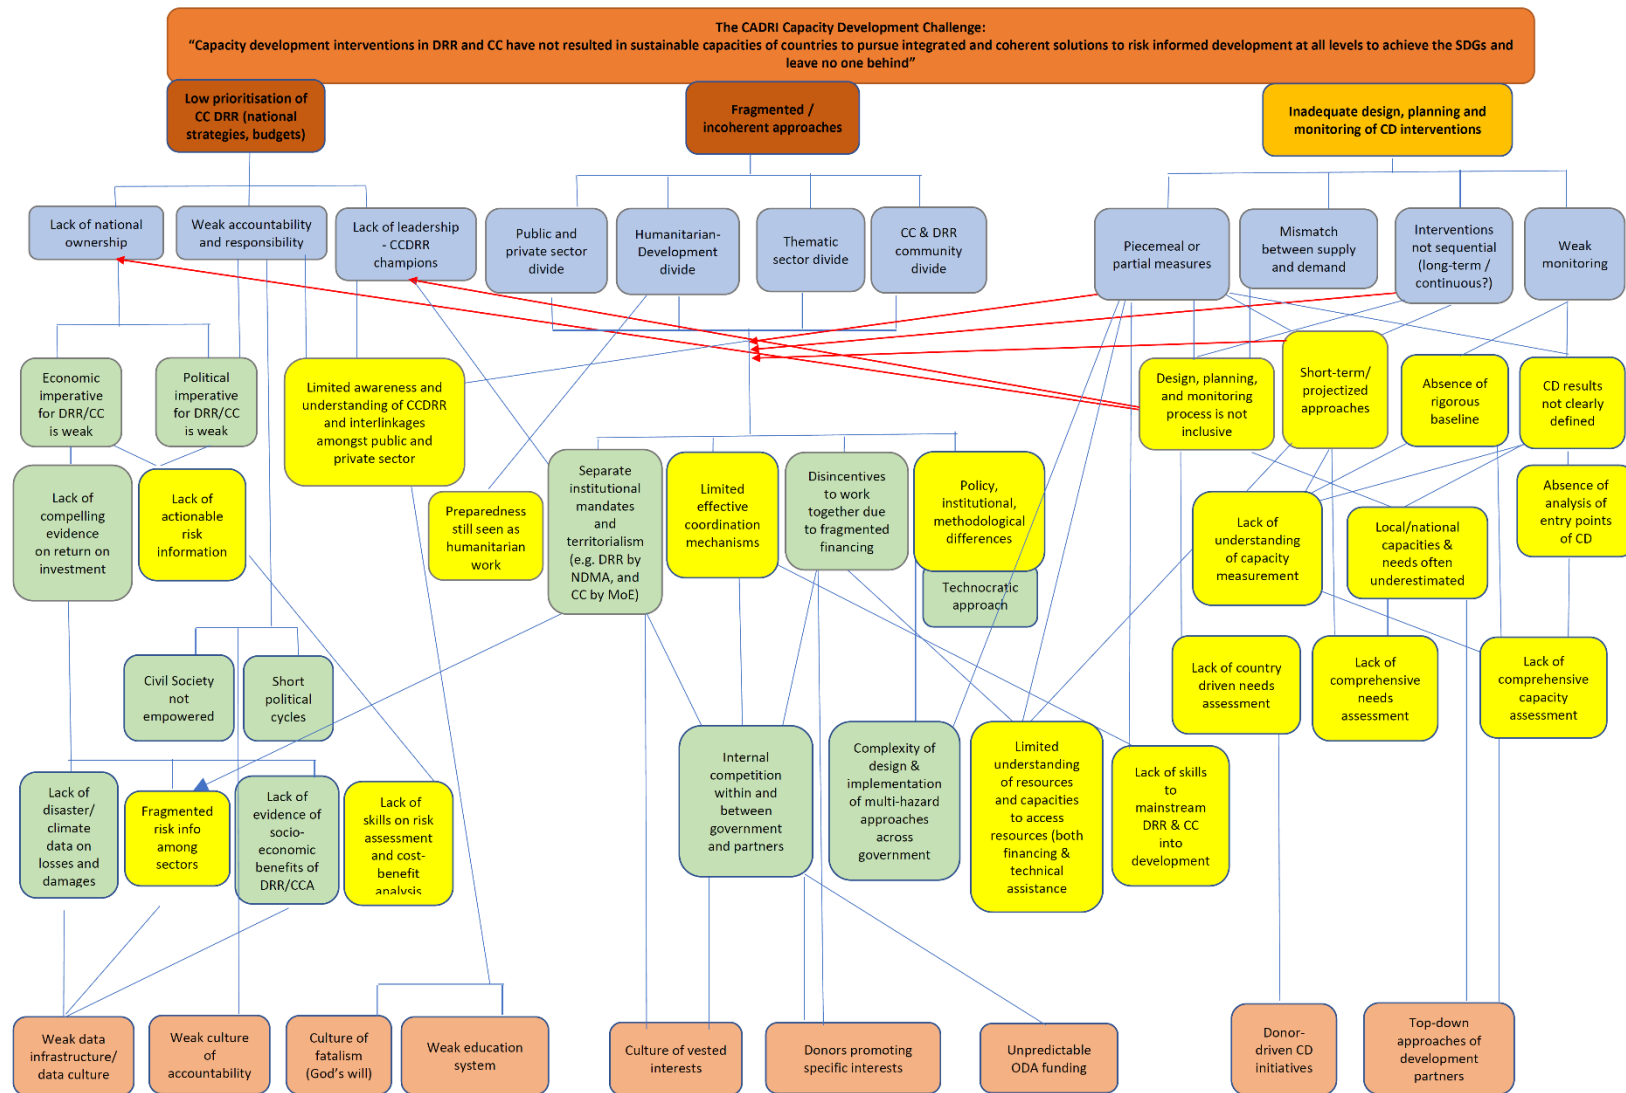 The CADRI Capacity Development Challenge:
“Capacity development interventions in DRR and CC have not resulted in sustainable capacities of countries to pursue integrated and coherent solutions to risk informed development at all levels to achieve the SDGs and
leave no one behind”
Low prioritisation of
CC DRR (national
strategies, budgets)
Fragmented /
incoherent approaches
Inadequate design, planning and
monitoring of CD interventions
Lack of national
ownership
Weak accountability
and responsibility
Lack of leadership
- CCDRR
champions
Public and
private sector
divide
Humanitarian-
Development
divide
Thematic
sector divide
CC & DRR
community
divide
Piecemeal or
partial measures
Mismatch
between supply
and demand
Interventions
not sequential
(long-term /
continuous?)
Weak
monitoring
Economic
imperative
for DRR/CC
is weak
Political
imperative
for DRR/CC
is weak
Limited awareness and
understanding of CCDRR
and interlinkages
amongst public and
private sector
Design, planning,
and monitoring
process is not
inclusive
Short-term/
projectized
approaches
Absence of
rigorous
baseline
CD results
not clearly
defined
Lack of
compelling
evidence
on return on
investment
Lack of
actionable
risk
information
Preparedness
still seen as
humanitarian
work
Separate
institutional
mandates
and
territorialism
(e.g. DRR by
NDMA, and
CC by MoE)
Limited
effective
coordination
mechanisms
Disincentives
to work
together due
to fragmented
financing
Policy,
institutional,
methodological
differences
Technocratic
approach
Lack of
understanding
of capacity
measurement
Local/national
capacities &
needs often
underestimated
Absence of
analysis of
entry points
of CD
Civil Society
not
empowered
Short
political
cycles
Lack of country
driven needs
assessment
Lack of
comprehensive
needs
assessment
Lack of
comprehensive
capacity
assessment
Lack of
disaster/
climate
data on
losses and
damages
Fragmented
risk info
among
sectors
Lack of
evidence of
socio-
economic
benefits of
DRR/CCA
Lack of
skills on risk
assessment
and cost-
benefit
analysis
Internal
competition
within and
between
government
and partners
Complexity of
design &
implementation
of multi-hazard
approaches
across
government
Limited
understanding
of resources
and capacities
to access
resources (both
financing &
technical
assistance
Lack of skills
to
mainstream
DRR & CC
into
development
Weak data
infrastructure/
data culture
Weak culture
of
accountability
Culture of
fatalism
(God’s will)
Weak education
system
Culture of vested
interests
Donors promoting
specific interests
Unpredictable
ODA funding
Donor-
driven CD
initiatives
Top-down
approaches of
development
partners